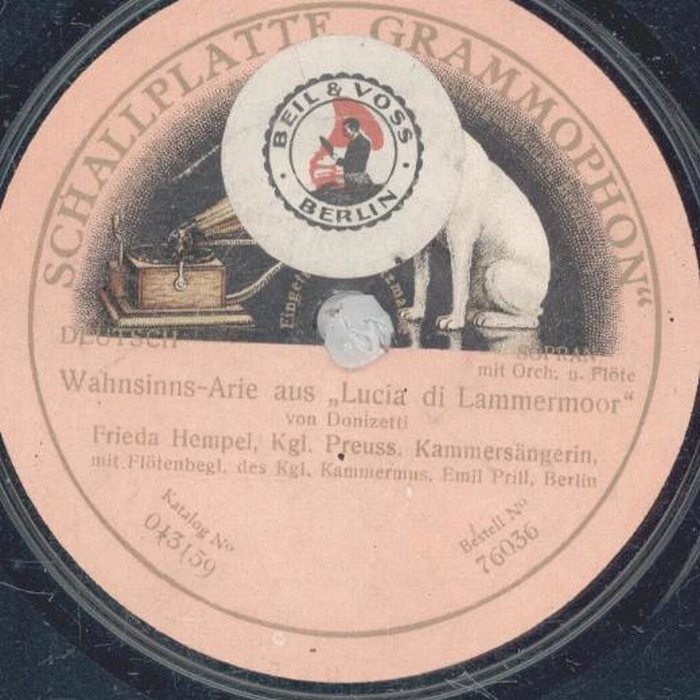 SCHALLPLATTE GRAMMOPHON“
BEIL & VOSS
BERLIN
DEUTSCH
SOPRAN
mit Orch. u. Flöte
Wahnsinns-Arie aus „Lucia di Lammermoor“
von Donizetti
Frieda Hempel, Kgl. Preuss. Kammersängerin,
mit Flötenbegl. des Kgl. Kammermus. Emil Prill, Berlin
Katalog No
043159
Bestell No
76036